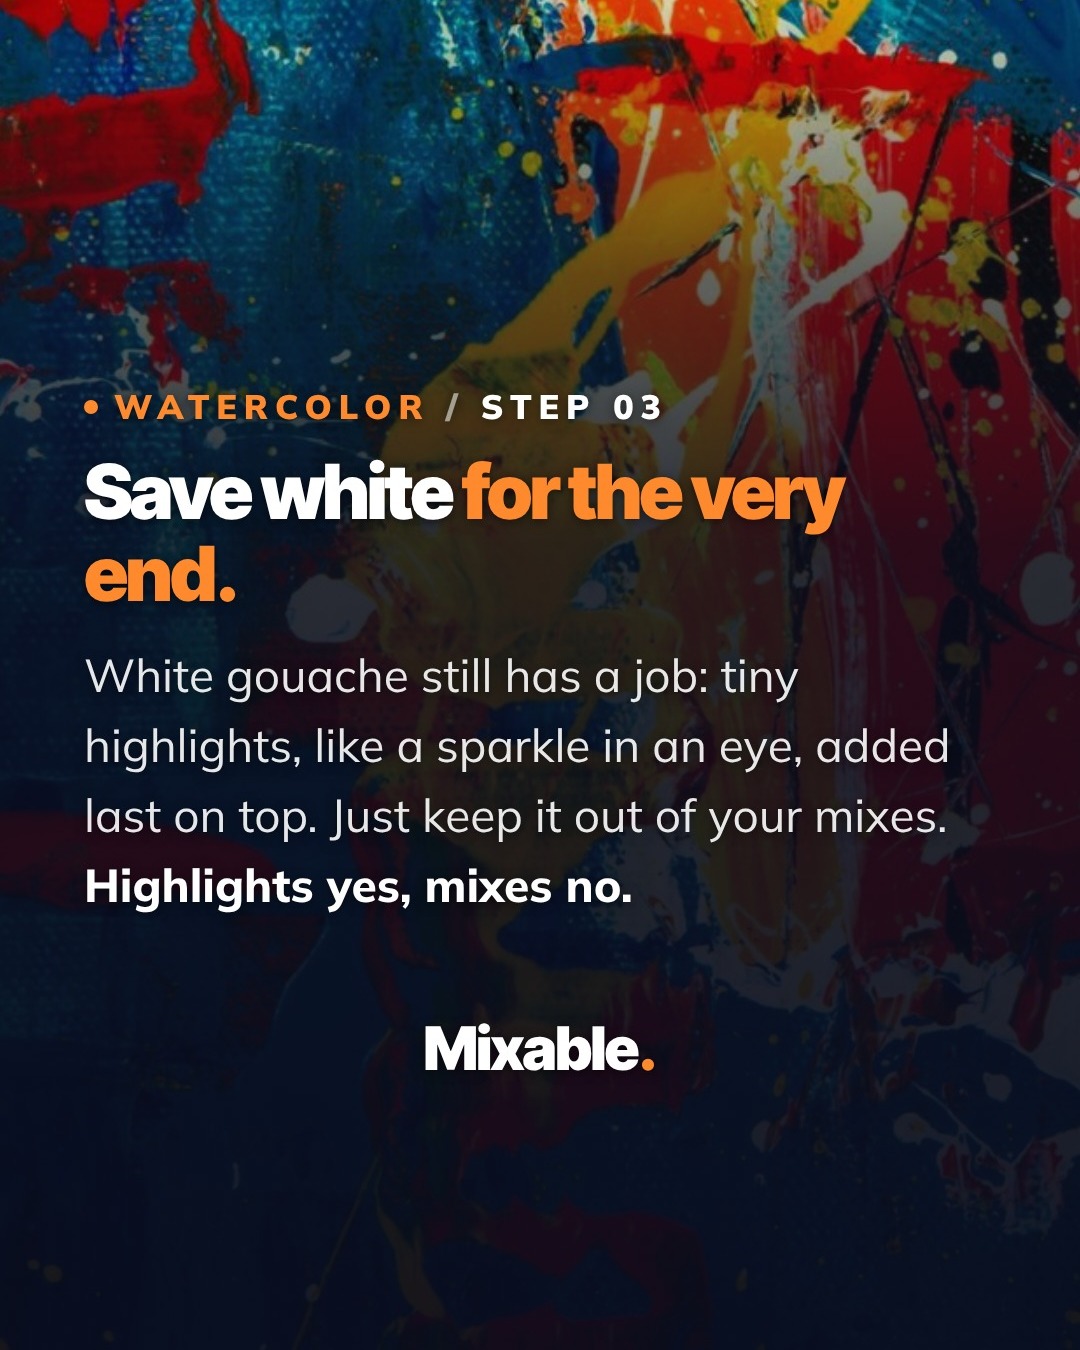 • WATERCOLOR / STEP 03
Save white for the very
end.
White gouache still has a job: tiny
highlights, like a sparkle in an eye, added
last on top. Just keep it out of your mixes.
Highlights yes, mixes no.
Mixable.